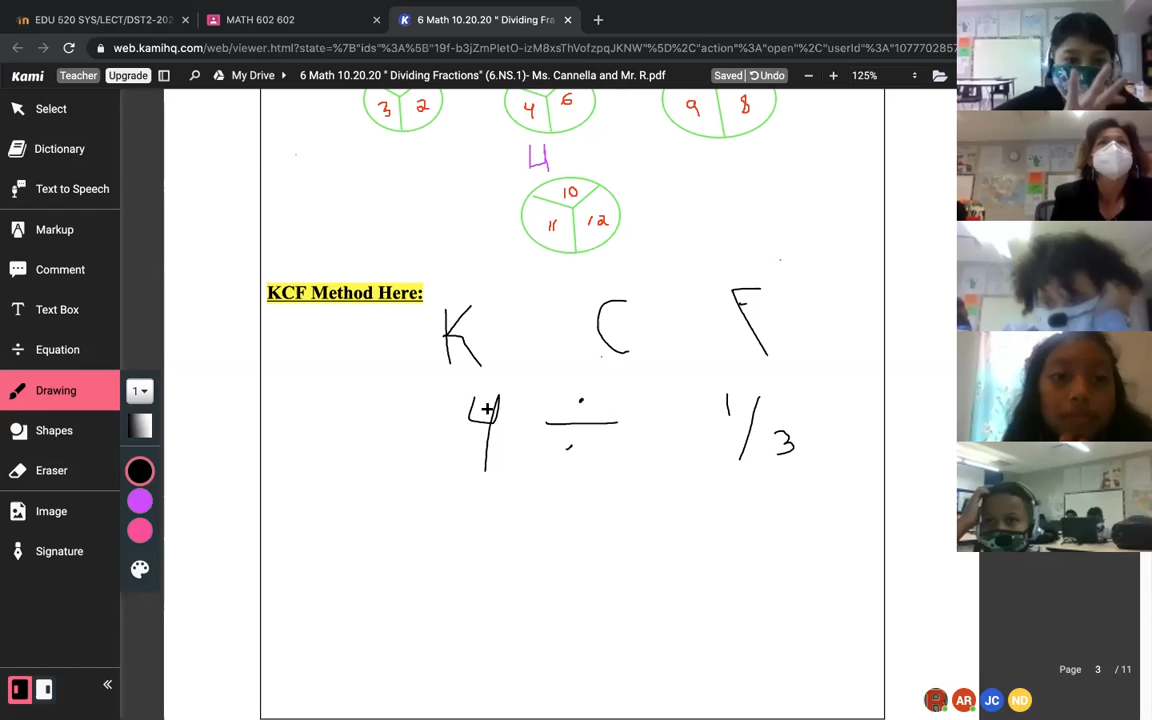 EDU 520 SYS/LECT/DST2-202
MATH 602 602
6 Math 10.20.20 " Dividing Fra
web.kamihq.com/web/viewer.html?state=%7B"ids"%3A%5B"19f-b3jZmPIetO-izM8xsThVofzpqJKNW"%5D%2C"action"%3A"open"%2C"userId"%3A"1077702857
Kami Teacher Upgrade My Drive 6 Math 10.20.20 " Dividing Fractions" (6.NS.1)- Ms. Cannella and Mr. R.pdf Saved Undo 125%
Select
Dictionary
Text to Speech
Markup
Comment
Text Box
Equation
Drawing
Shapes
Eraser
Image
Signature
1
3 2 4 6 9 8
4
10
11 12
KCF Method Here:
K C F
4 ÷ 1/3
Page 3 / 11
AR JC ND